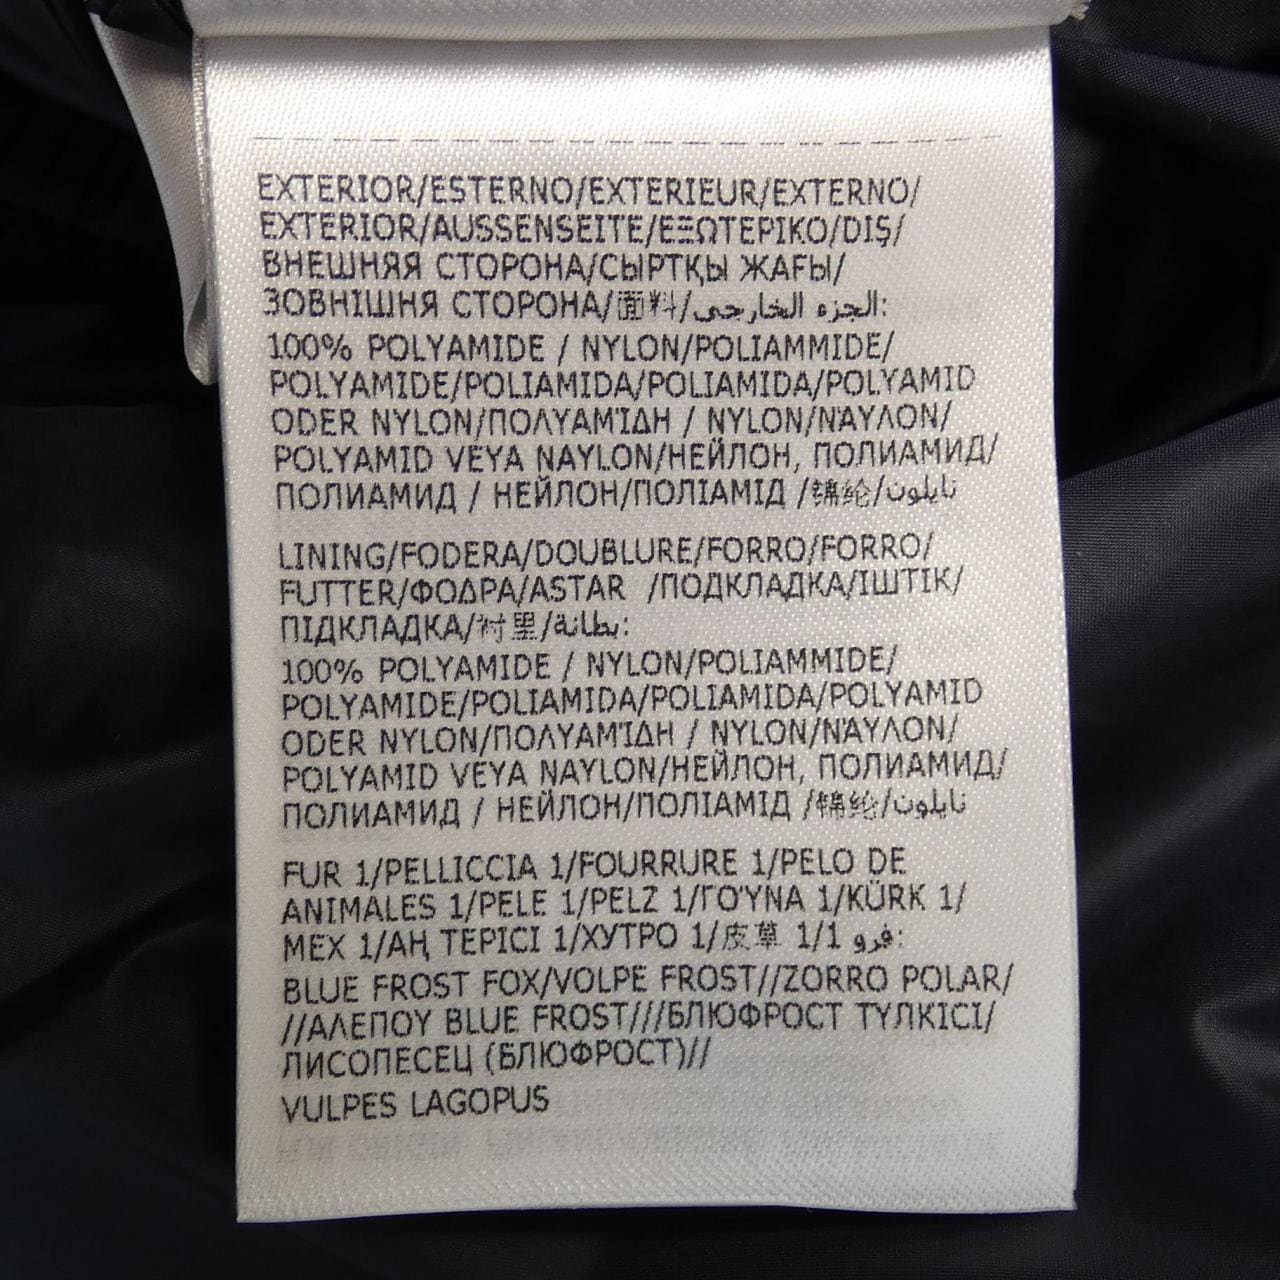 EXTERIOR/ESTERNO/EXTERIEUR/EXTERNO/
EXTERIOR/AUSSENSEITE/ΕΞΩΤΕΡΙΚΟ/DIŞ/
ВНЕШНЯЯ СТОРОНА/СЫРТҚЫ ЖАҒЫ/
ЗОВНІШНЯ СТОРОНА/面料/الجزء الخارجي:
100% POLYAMIDE / NYLON/POLIAMMIDE/
POLYAMIDE/POLIAMIDA/POLIAMIDA/POLYAMID
ODER NYLON/ΠΟΛΥΑΜΊΔΗ / NYLON/ΝΆΥΛΟΝ/
POLYAMID VEYA NAYLON/НЕЙЛОН, ПОЛИАМИД/
ПОЛИАМИД / НЕЙЛОН/ПОЛІАМІД /锦纶/نايلون
LINING/FODERA/DOUBLURE/FORRO/FORRO/
FUTTER/ΦΟΔΡΑ/ASTAR /ПОДКЛАДКА/ІШТІК/
ПІДКЛАДКА/衬里/بطانة:
100% POLYAMIDE / NYLON/POLIAMMIDE/
POLYAMIDE/POLIAMIDA/POLIAMIDA/POLYAMID
ODER NYLON/ΠΟΛΥΑΜΊΔΗ / NYLON/ΝΆΥΛΟΝ/
POLYAMID VEYA NAYLON/НЕЙЛОН, ПОЛИАМИД/
ПОЛИАМИД / НЕЙЛОН/ПОЛІАМІД /锦纶/نايلون
FUR 1/PELLICCIA 1/FOURRURE 1/PELO DE
ANIMALES 1/PELE 1/PELZ 1/ΓΟΎΝΑ 1/KÜRK 1/
МЕХ 1/АҢ ТЕРІСІ 1/ХУТРО 1/皮草 1/1 فرو:
BLUE FROST FOX/VOLPE FROST//ZORRO POLAR/
//ΑΛΕΠΟΥ BLUE FROST///БЛЮФРОСТ ТҮЛКІСІ/
ЛИСОПЕСЕЦ (БЛЮФРОСТ)//
VULPES LAGOPUS